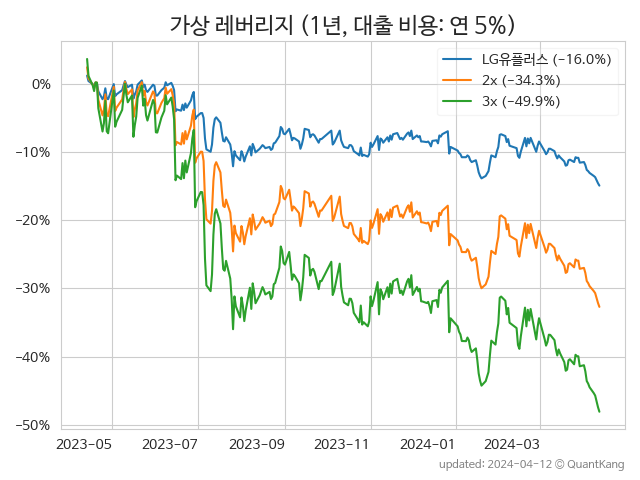 가상 레버리지 (1년, 대출 비용: 연 5%)
LG유플러스 (−16.0%)
2x (−34.3%)
3x (−49.9%)
0%
−10%
−20%
−30%
−40%
−50%
2023-05 2023-07 2023-09 2023-11 2024-01 2024-03
updated: 2024-04-12 © QuantKang